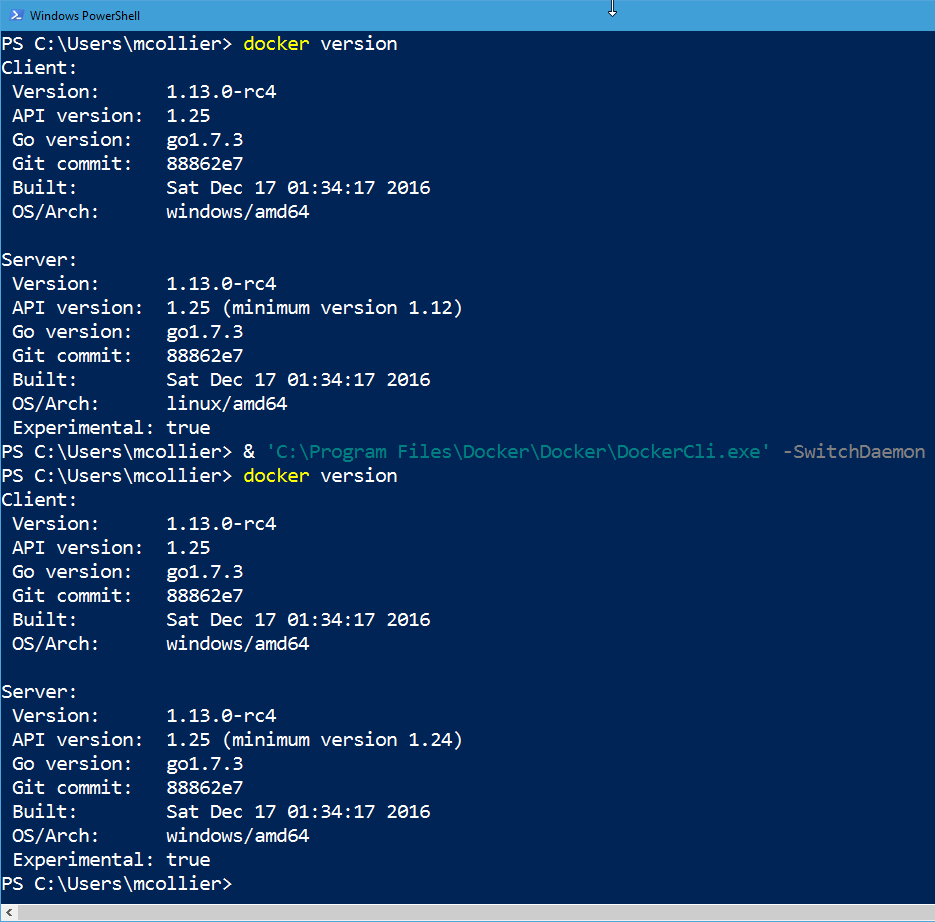 Windows PowerShell
PS C:\Users\mcollier> docker version
Client:
 Version:      1.13.0-rc4
 API version:  1.25
 Go version:   go1.7.3
 Git commit:   88862e7
 Built:        Sat Dec 17 01:34:17 2016
 OS/Arch:      windows/amd64

Server:
 Version:      1.13.0-rc4
 API version:  1.25 (minimum version 1.12)
 Go version:   go1.7.3
 Git commit:   88862e7
 Built:        Sat Dec 17 01:34:17 2016
 OS/Arch:      linux/amd64
 Experimental: true
PS C:\Users\mcollier> & 'C:\Program Files\Docker\Docker\DockerCli.exe' -SwitchDaemon
PS C:\Users\mcollier> docker version
Client:
 Version:      1.13.0-rc4
 API version:  1.25
 Go version:   go1.7.3
 Git commit:   88862e7
 Built:        Sat Dec 17 01:34:17 2016
 OS/Arch:      windows/amd64

Server:
 Version:      1.13.0-rc4
 API version:  1.25 (minimum version 1.24)
 Go version:   go1.7.3
 Git commit:   88862e7
 Built:        Sat Dec 17 01:34:17 2016
 OS/Arch:      windows/amd64
 Experimental: true
PS C:\Users\mcollier>